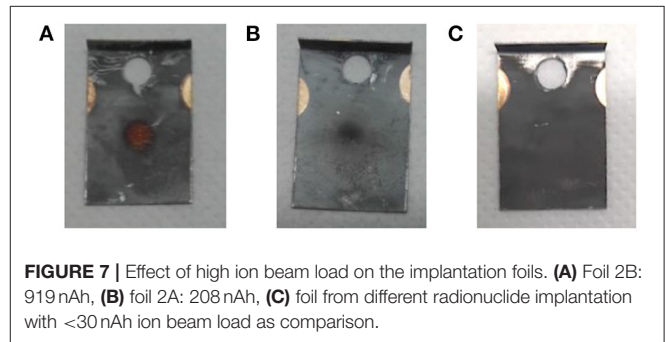 A B C
FIGURE 7 | Effect of high ion beam load on the implantation foils. (A) Foil 2B:
919 nAh, (B) foil 2A: 208 nAh, (C) foil from different radionuclide implantation
with <30 nAh ion beam load as comparison.